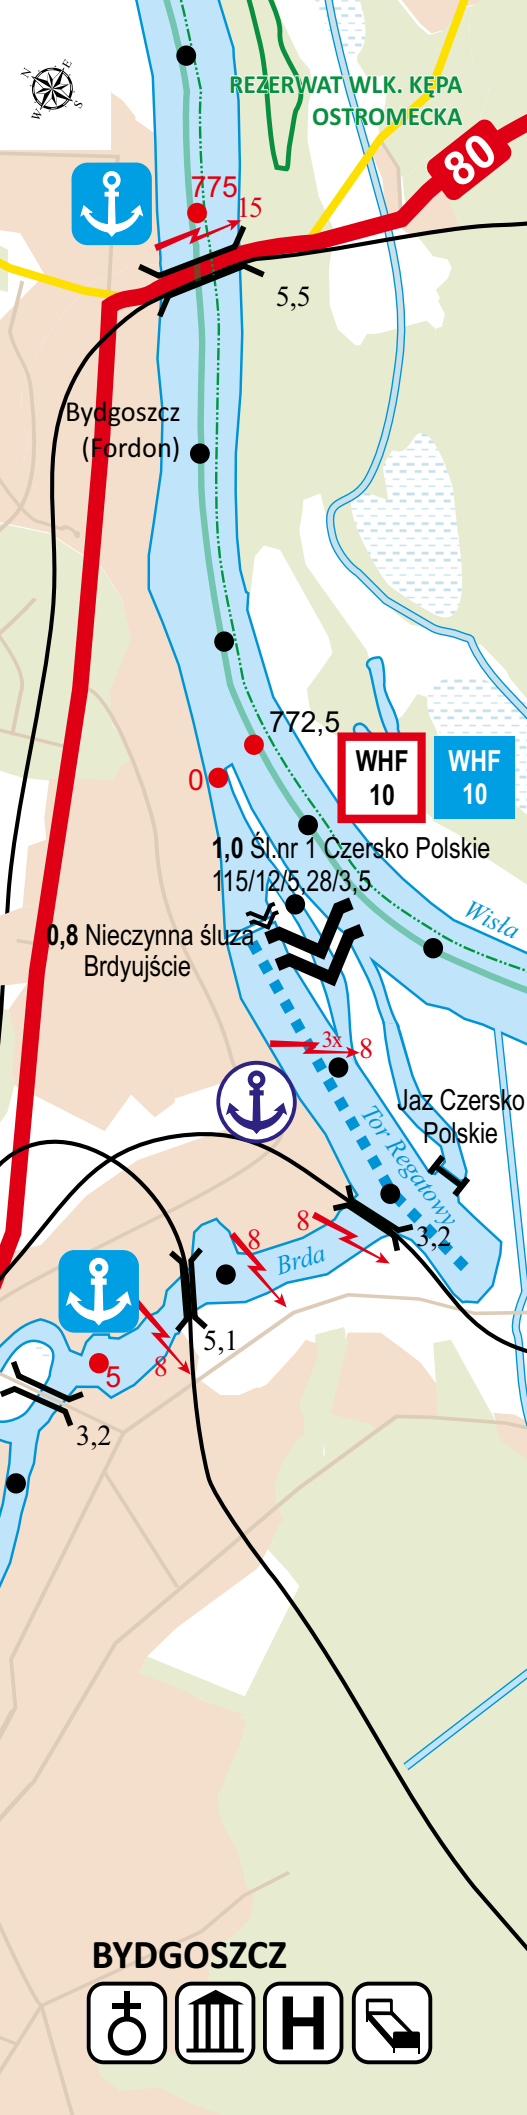 N
E
W
S
REZERWAT WLK. KĘPA
OSTROMECKA
80
775
15
5,5
Bydgoszcz
(Fordon)
772,5
0
WHF
10
WHF
10
1,0 Śl.nr 1 Czersko Polskie
115/12/5,28/3,5
Wisła
0,8 Nieczynna śluza
Brdyujście
3x
8
Jaz Czersko
Polskie
Tor Regatowy
8
8
3,2
Brda
5,1
8
5
3,2
BYDGOSZCZ
H